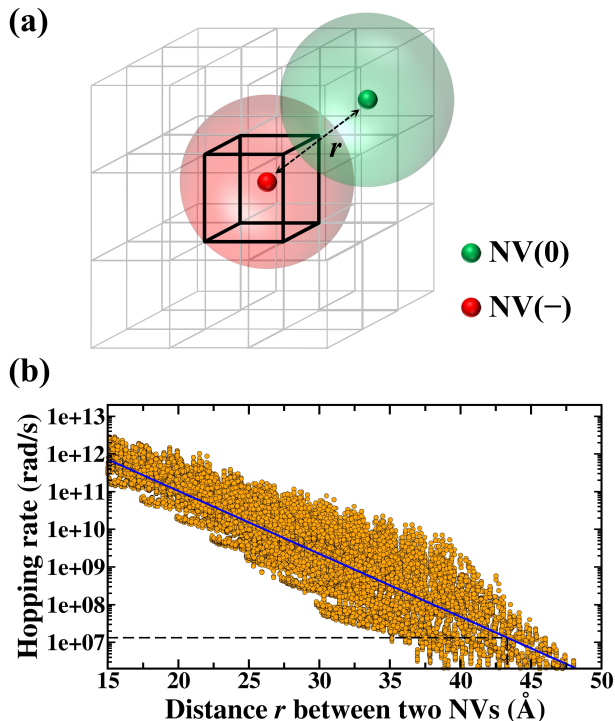 (a)
r
NV(0)
NV(−)
(b)
Hopping rate (rad/s)
1e+13
1e+12
1e+11
1e+10
1e+09
1e+08
1e+07
15 20 25 30 35 40 45 50
Distance r between two NVs (Å)